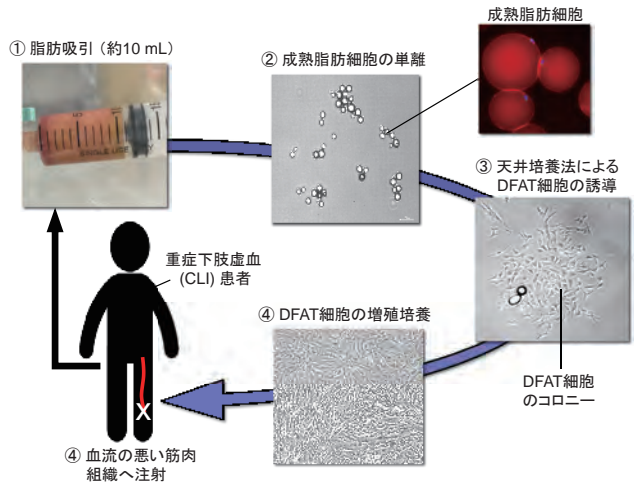 ① 脂肪吸引（約10 mL）
② 成熟脂肪細胞の単離
成熟脂肪細胞
③ 天井培養法による
DFAT細胞の誘導
DFAT細胞
のコロニー
④ DFAT細胞の増殖培養
重症下肢虚血
(CLI) 患者
X
④ 血流の悪い筋肉
組織へ注射
SINGLE USE